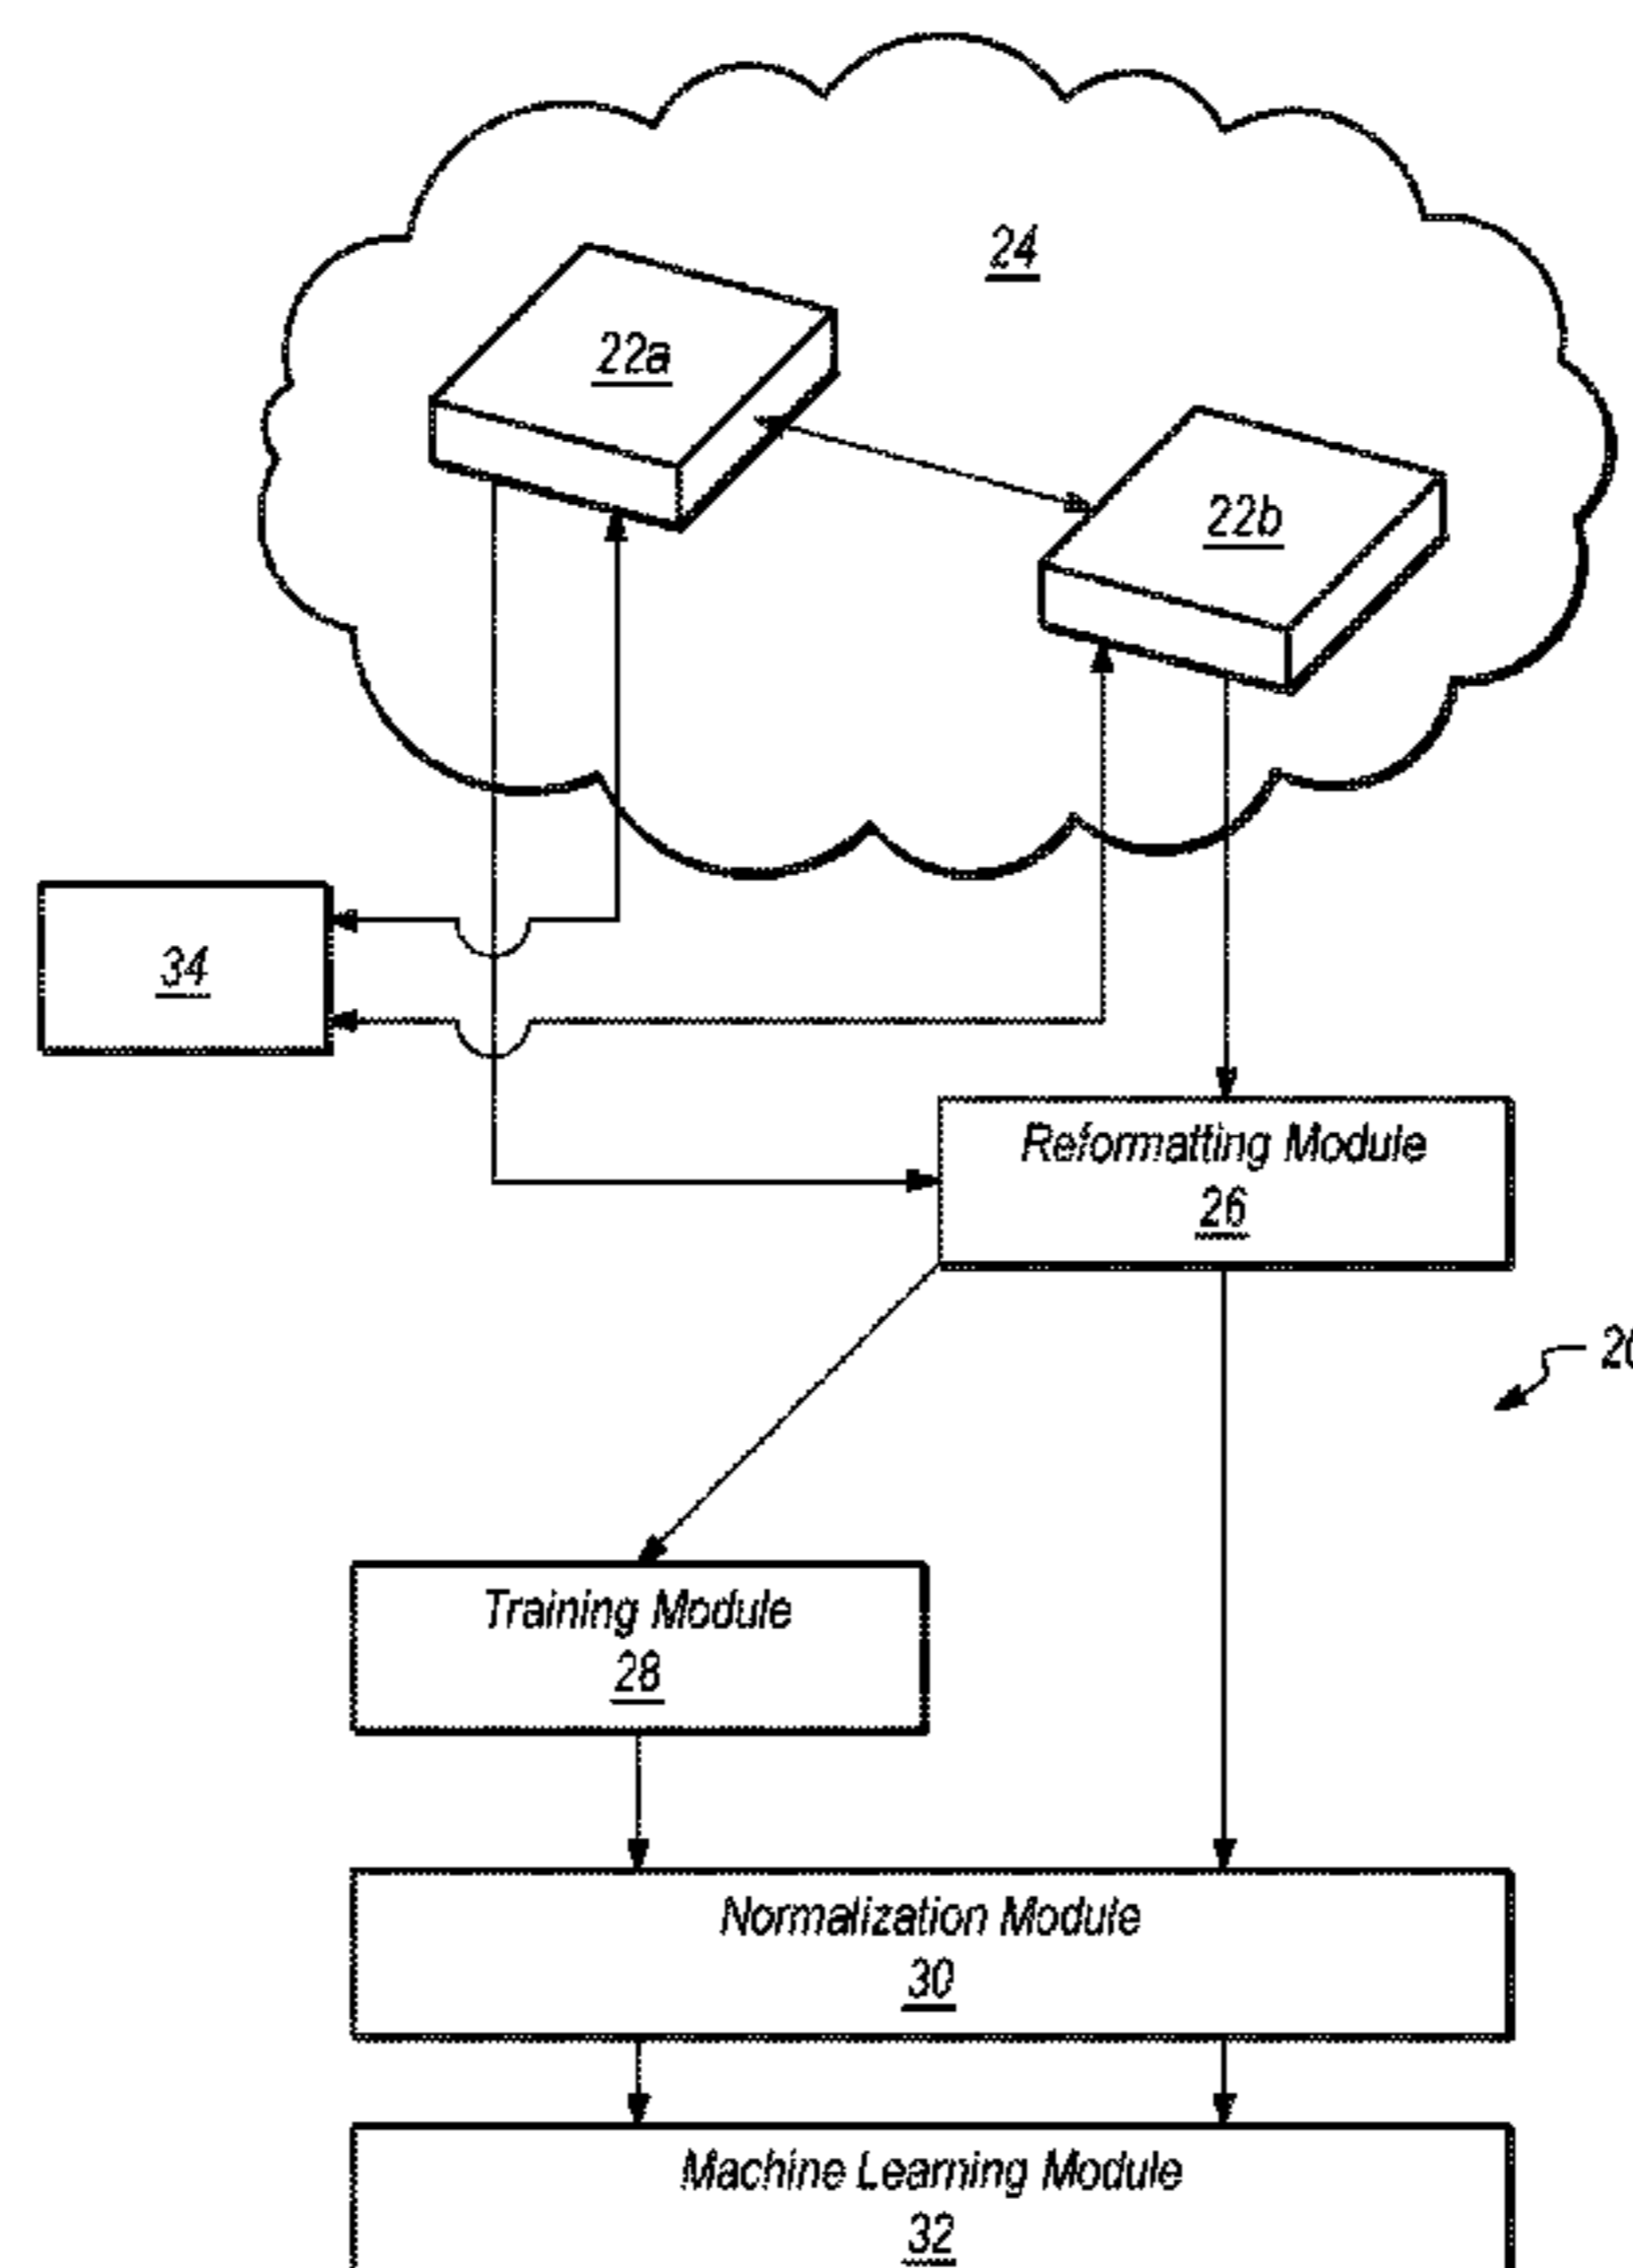 24
22a
22b
34
Reformatting Module
26
Training Module
28
Normalization Module
30
Machine Learning Module
32